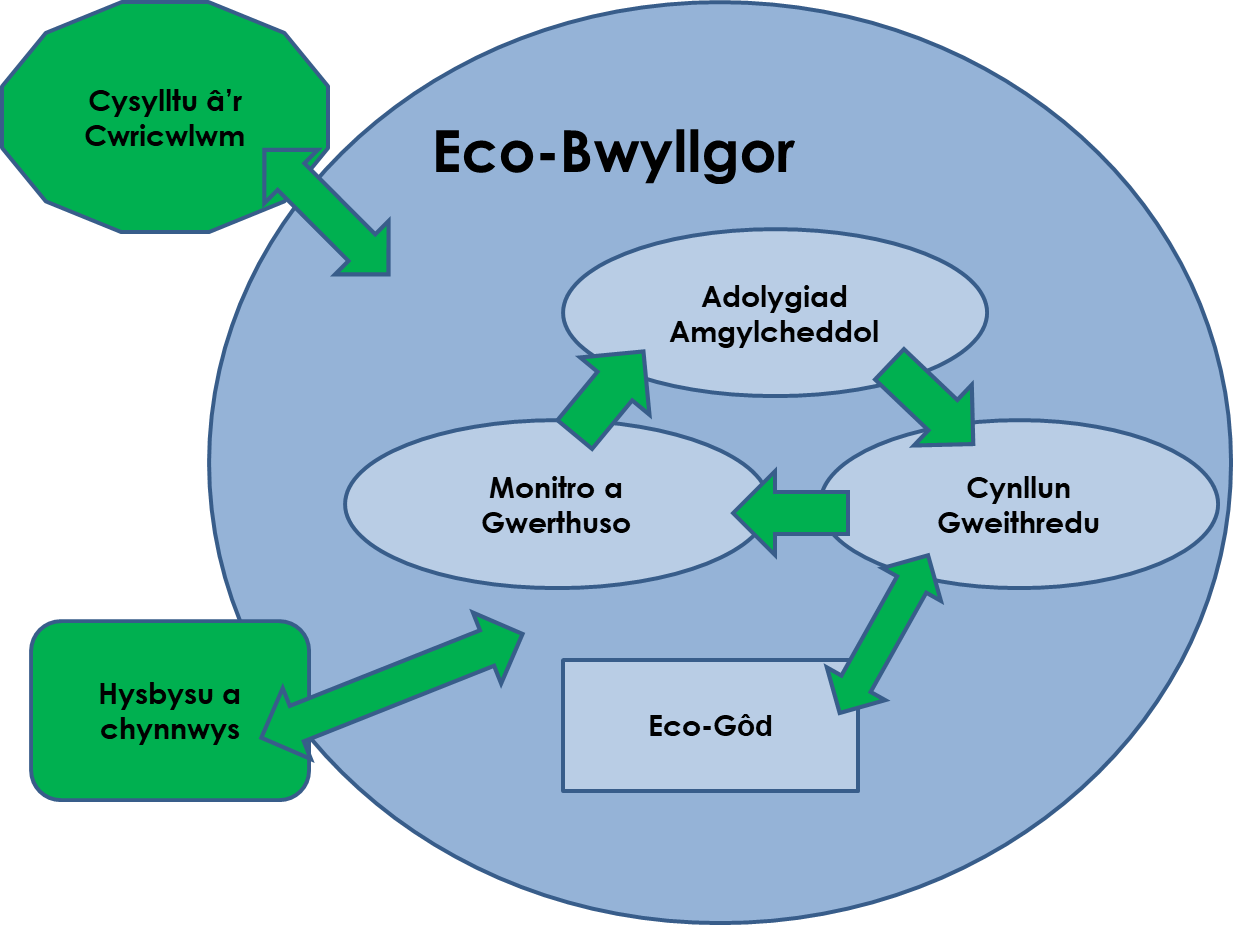 Cysylltu â’r
Cwricwlwm
Eco-Bwyllgor
Adolygiad
Amgylcheddol
Monitro a
Gwerthuso
Cynllun
Gweithredu
Hysbysu a
chynnwys
Eco-Gôd